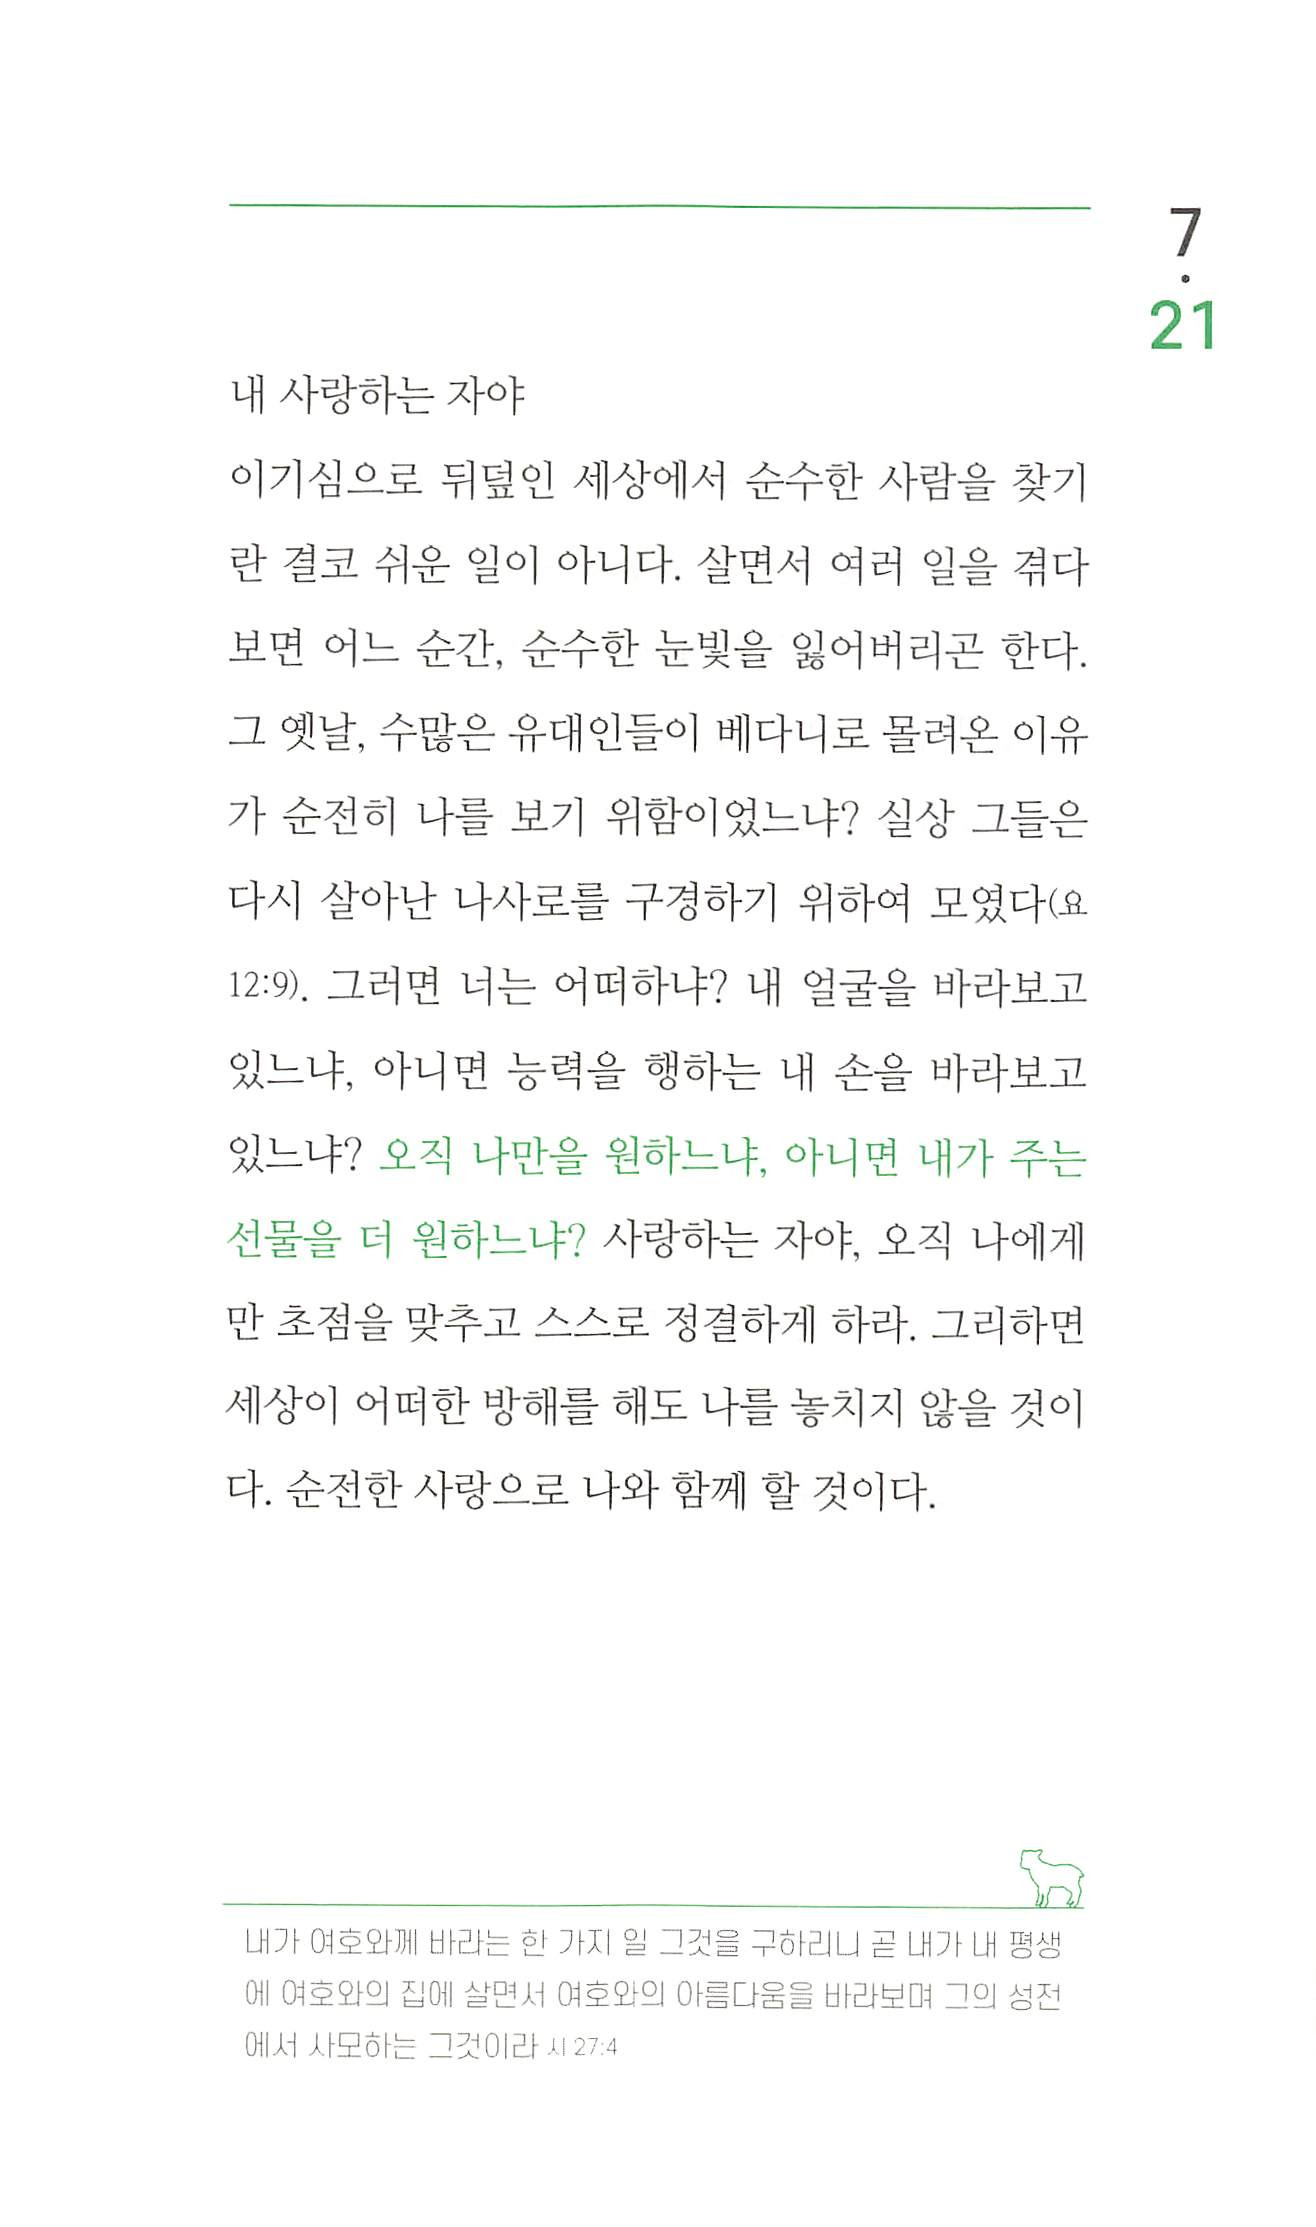 7
.
21
내 사랑하는 자야
이기심으로 뒤덮인 세상에서 순수한 사람을 찾기
란 결코 쉬운 일이 아니다. 살면서 여러 일을 겪다
보면 어느 순간, 순수한 눈빛을 잃어버리곤 한다.
그 옛날, 수많은 유대인들이 베다니로 몰려온 이유
가 순전히 나를 보기 위함이었느냐? 실상 그들은
다시 살아난 나사로를 구경하기 위하여 모였다(요
12:9). 그러면 너는 어떠하냐? 내 얼굴을 바라보고
있느냐, 아니면 능력을 행하는 내 손을 바라보고
있느냐? 오직 나만을 원하느냐, 아니면 내가 주는
선물을 더 원하느냐? 사랑하는 자야, 오직 나에게
만 초점을 맞추고 스스로 정결하게 하라. 그리하면
세상이 어떠한 방해를 해도 나를 놓치지 않을 것이
다. 순전한 사랑으로 나와 함께 할 것이다.
내가 여호와께 바라는 한 가지 일 그것을 구하리니 곧 내가 내 평생
에 여호와의 집에 살면서 여호와의 아름다움을 바라보며 그의 성전
에서 사모하는 그것이라 시 27:4